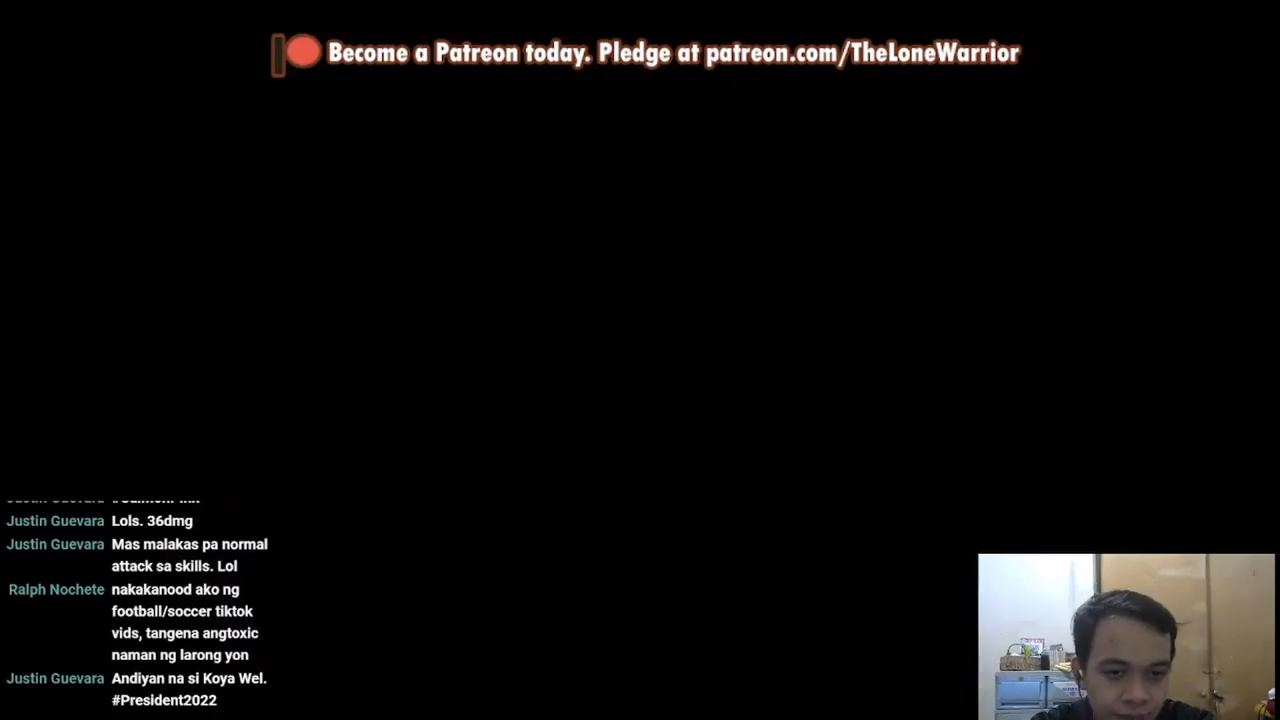 Become a Patreon today. Pledge at patreon.com/TheLoneWarrior
Justin Guevara Lols. 36dmg
Justin Guevara Mas malakas pa normal
attack sa skills. Lol
Ralph Nochete nakakanood ako ng
football/soccer tiktok
vids, tangena angtoxic
naman ng larong yon
Justin Guevara Andiyan na si Koya Wel.
#President2022